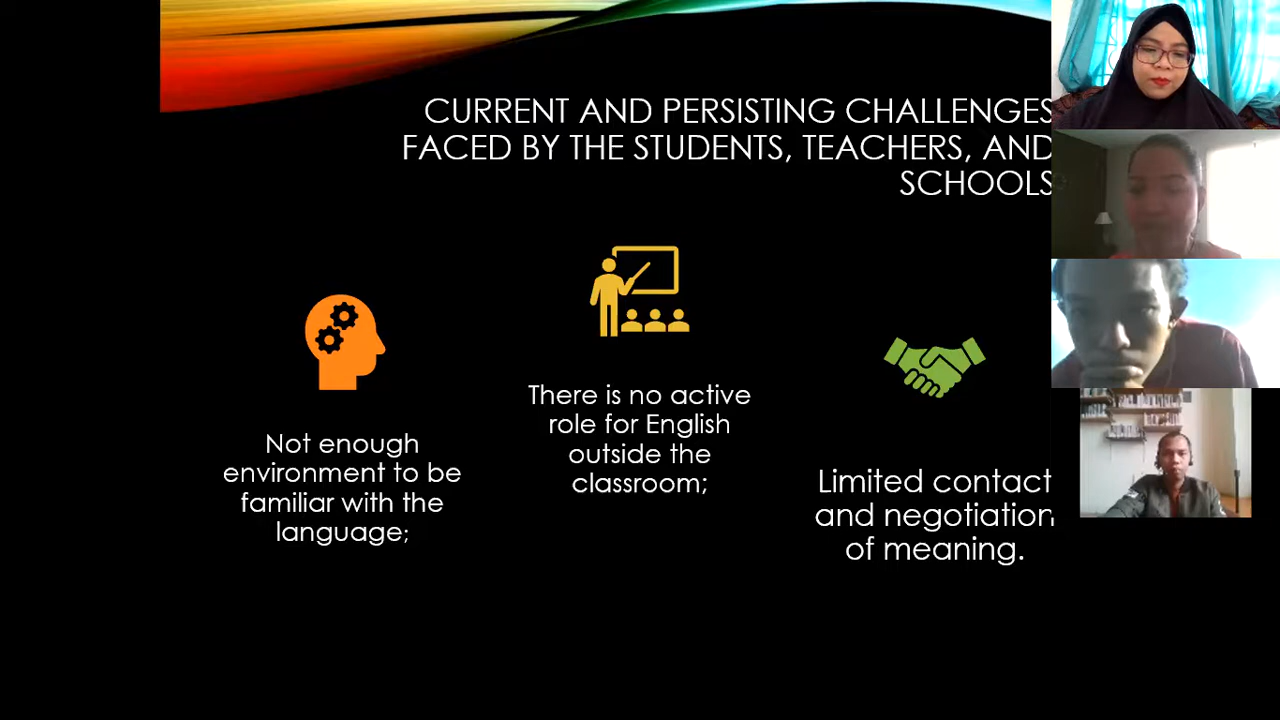 CURRENT AND PERSISTING CHALLENGES
FACED BY THE STUDENTS, TEACHERS, AND
SCHOOLS
Not enough
environment to be
familiar with the
language;
There is no active
role for English
outside the
classroom;
Limited contact
and negotiation
of meaning.